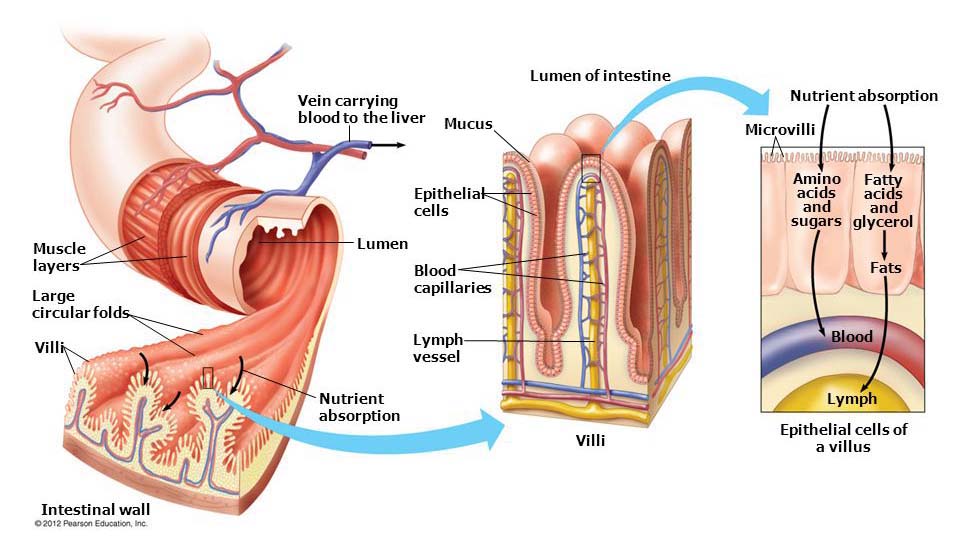 Vein carrying
blood to the liver
Muscle
layers
Lumen
Large
circular folds
Villi
Nutrient
absorption
Intestinal wall
© 2012 Pearson Education, Inc.
Lumen of intestine
Mucus
Epithelial
cells
Blood
capillaries
Lymph
vessel
Villi
Nutrient absorption
Microvilli
Amino
acids
and
sugars
Fatty
acids
and
glycerol
Fats
Blood
Lymph
Epithelial cells of
a villus